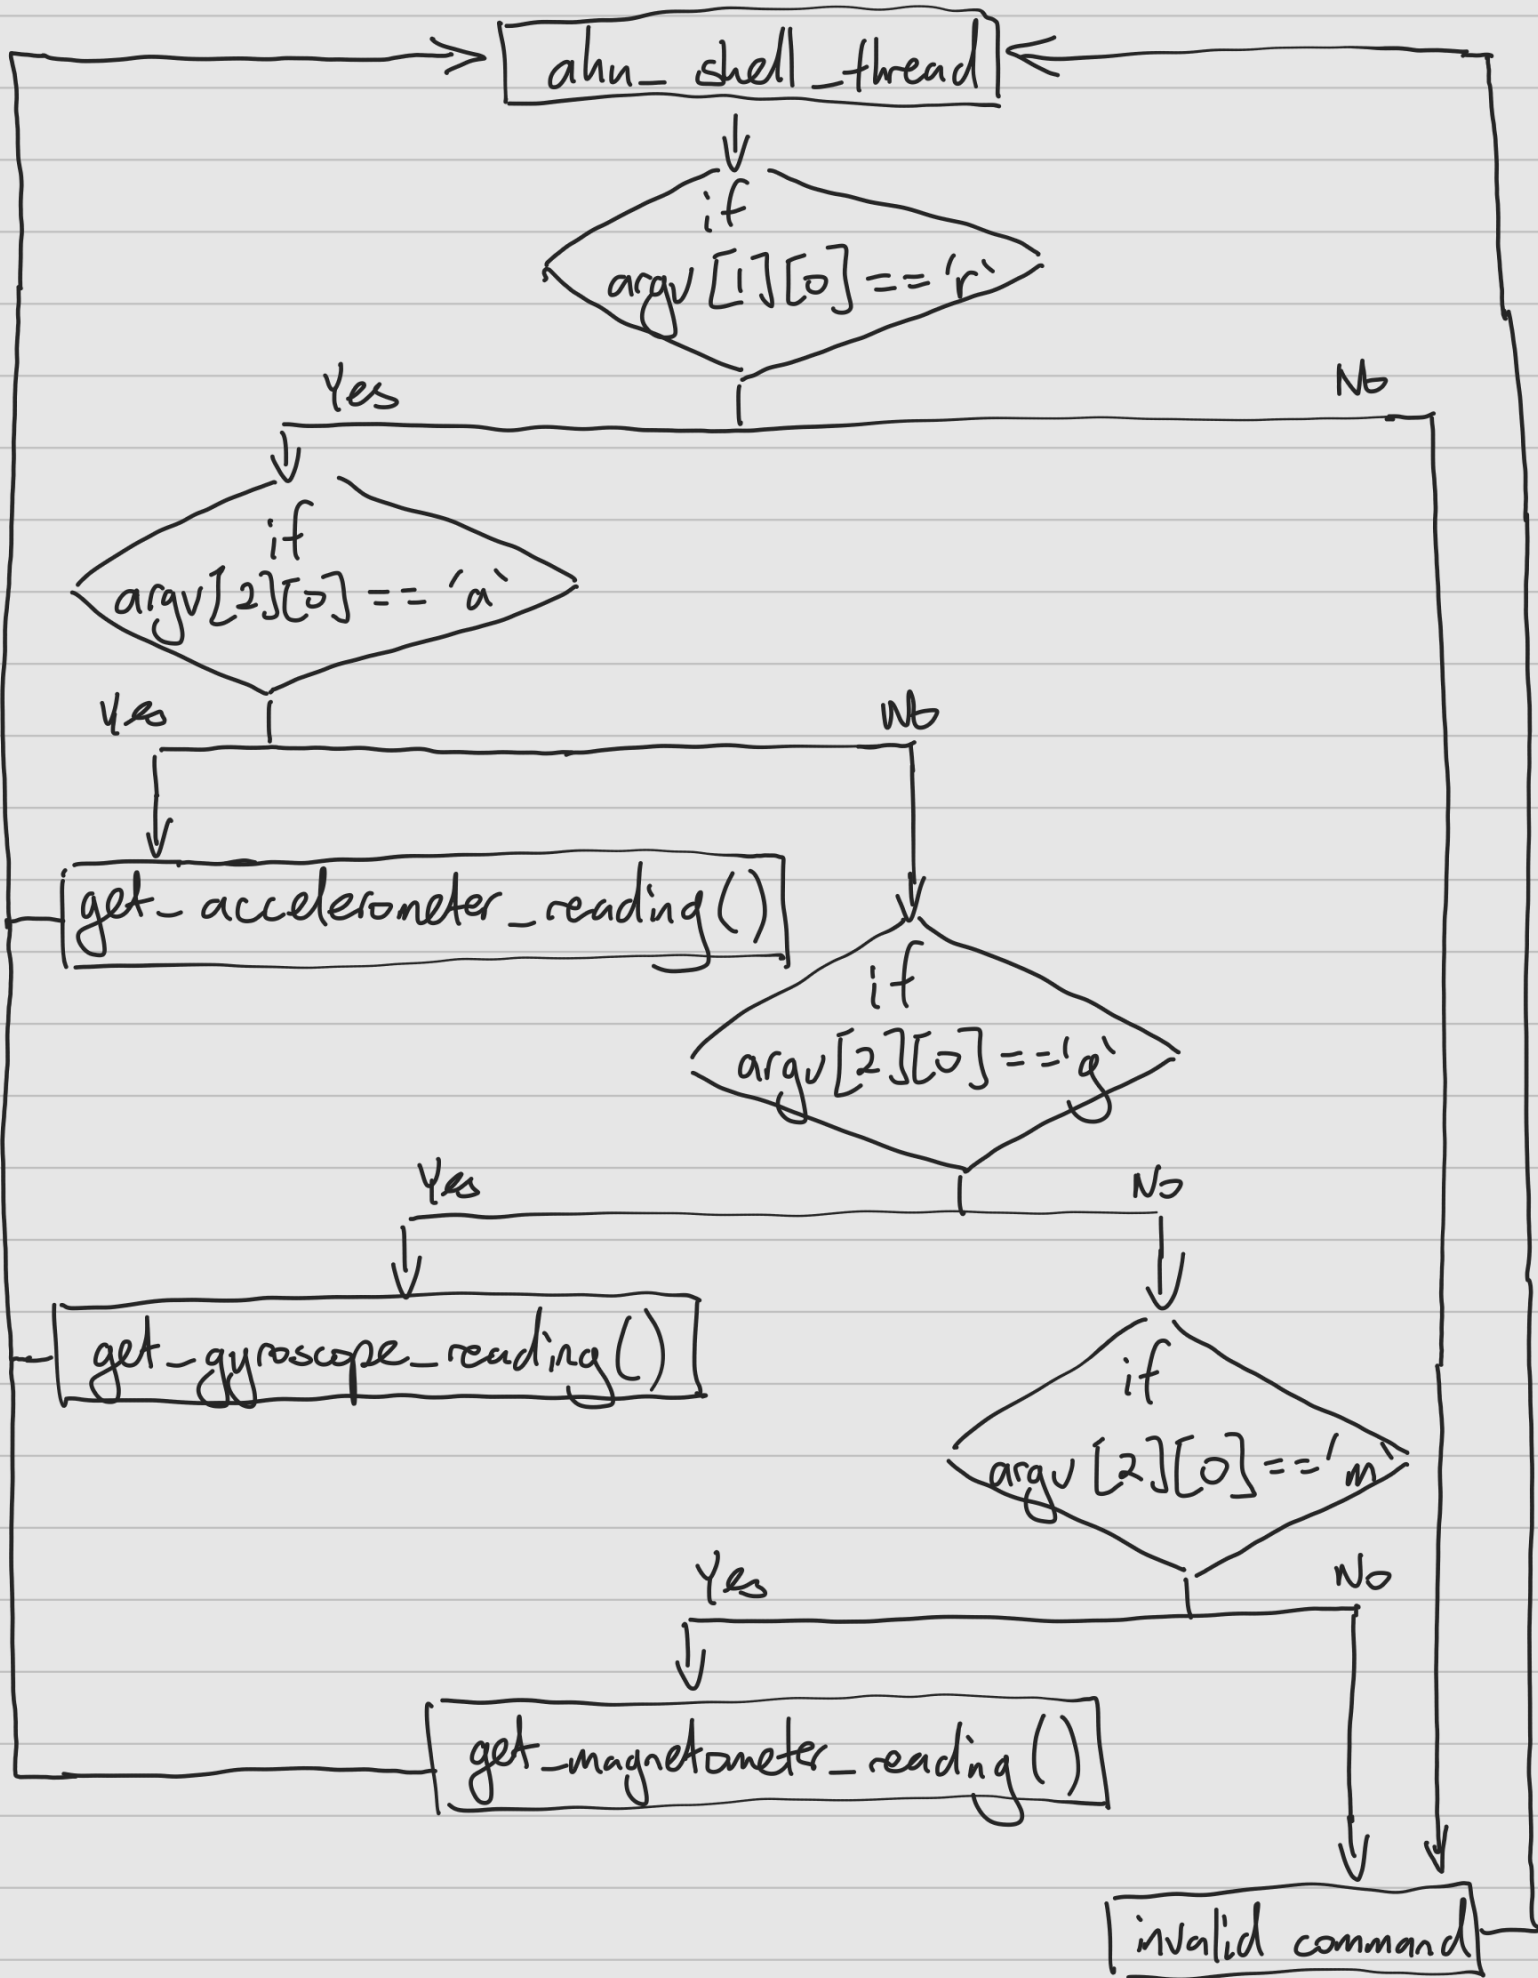 ahn_shell_thread
if
argv[1][0]=='r'
Yes
No
if
argv[2][0]=='a'
Yes
No
get_accelerometer_reading()
if
argv[2][0]=='g'
Yes
No
get_gyroscope_reading()
if
argv[2][0]=='m'
Yes
No
get_magnetometer_reading()
invalid command